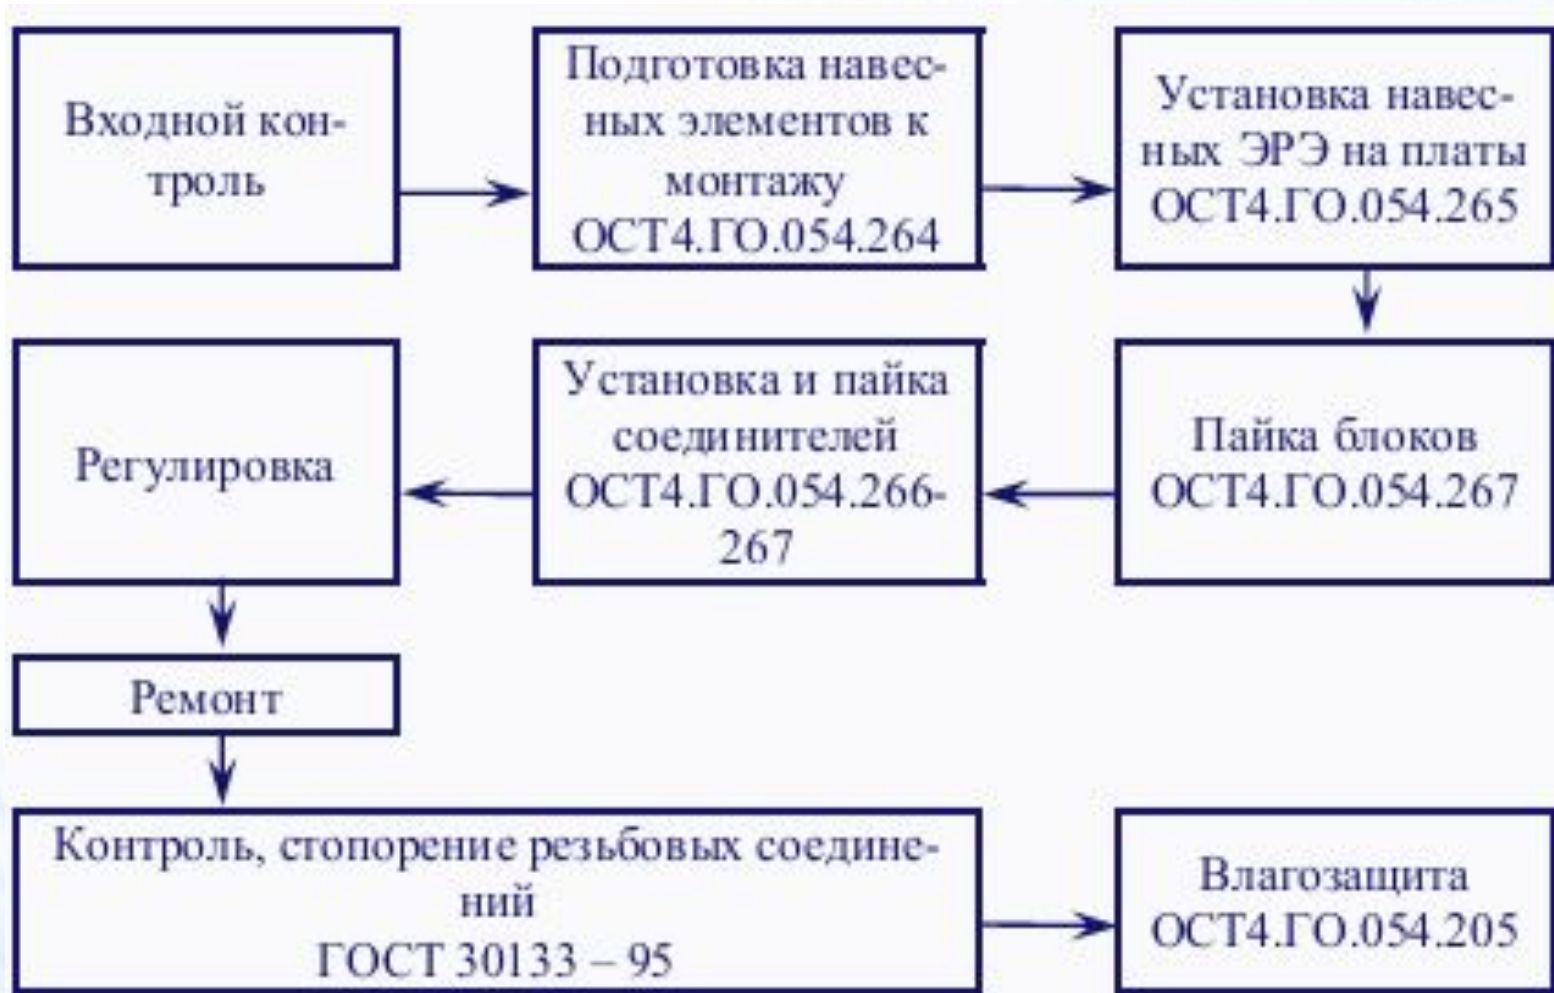 Входной кон-
троль
Подготовка навес-
ных элементов к
монтажу
ОСТ4.ГО.054.264
Установка навес-
ных ЭРЭ на платы
ОСТ4.ГО.054.265
Пайка блоков
ОСТ4.ГО.054.267
Установка и пайка
соединителей
ОСТ4.ГО.054.266-
267
Регулировка
Ремонт
Контроль, стопорение резьбовых соедине-
ний
ГОСТ 30133 – 95
Влагозащита
ОСТ4.ГО.054.205